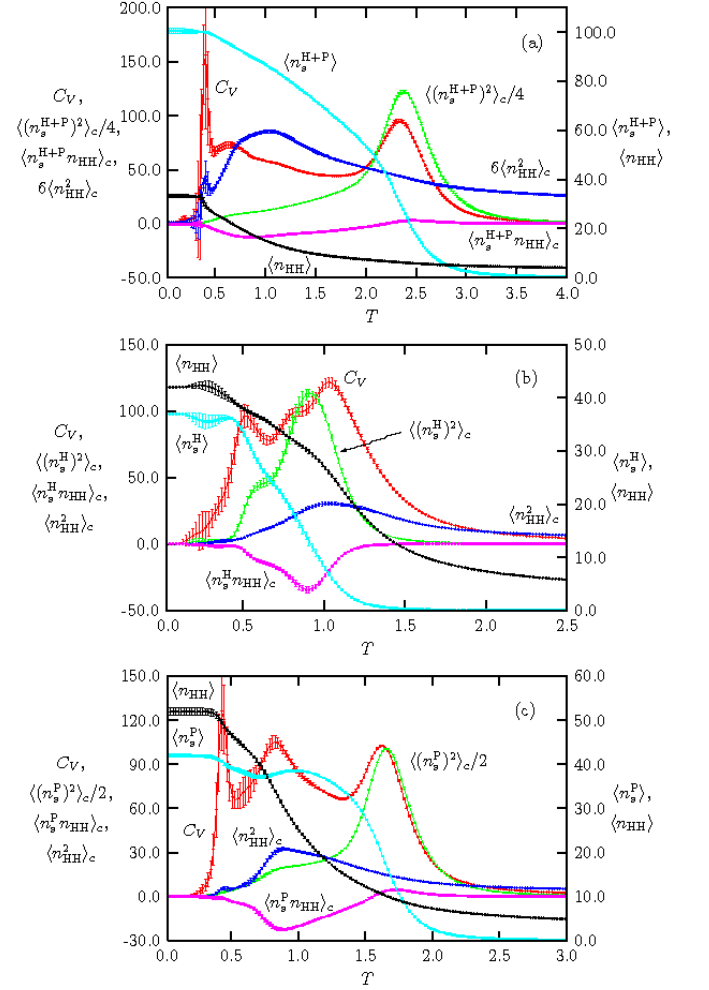 200.0
150.0
100.0
50.0
0.0
-50.0
100.0
80.0
60.0
40.0
20.0
0.0
0.0 0.5 1.0 1.5 2.0 2.5 3.0 3.5 4.0
T
C_V,
⟨(n_s^{H+P})^2⟩_c/4,
⟨n_s^{H+P} n_{HH}⟩_c,
6⟨n_{HH}^2⟩_c
⟨n_s^{H+P}⟩,
⟨n_{HH}⟩
(a)
⟨n_s^{H+P}⟩
C_V
⟨(n_s^{H+P})^2⟩_c/4
6⟨n_{HH}^2⟩_c
⟨n_s^{H+P} n_{HH}⟩_c
⟨n_{HH}⟩
150.0
100.0
50.0
0.0
-50.0
50.0
40.0
30.0
20.0
10.0
0.0
0.0 0.5 1.0 1.5 2.0 2.5
T
C_V,
⟨(n_s^H)^2⟩_c,
⟨n_s^H n_{HH}⟩_c,
⟨n_{HH}^2⟩_c
⟨n_s^H⟩,
⟨n_{HH}⟩
(b)
⟨n_{HH}⟩
C_V
⟨n_s^H⟩
⟨(n_s^H)^2⟩_c
⟨n_{HH}^2⟩_c
⟨n_s^H n_{HH}⟩_c
150.0
120.0
90.0
60.0
30.0
0.0
-30.0
60.0
50.0
40.0
30.0
20.0
10.0
0.0
0.0 0.5 1.0 1.5 2.0 2.5 3.0
T
C_V,
⟨(n_s^P)^2⟩_c/2,
⟨n_s^P n_{HH}⟩_c,
⟨n_{HH}^2⟩_c
⟨n_s^P⟩,
⟨n_{HH}⟩
(c)
⟨n_{HH}⟩
⟨n_s^P⟩
⟨(n_s^P)^2⟩_c/2
C_V
⟨n_{HH}^2⟩_c
⟨n_s^P n_{HH}⟩_c